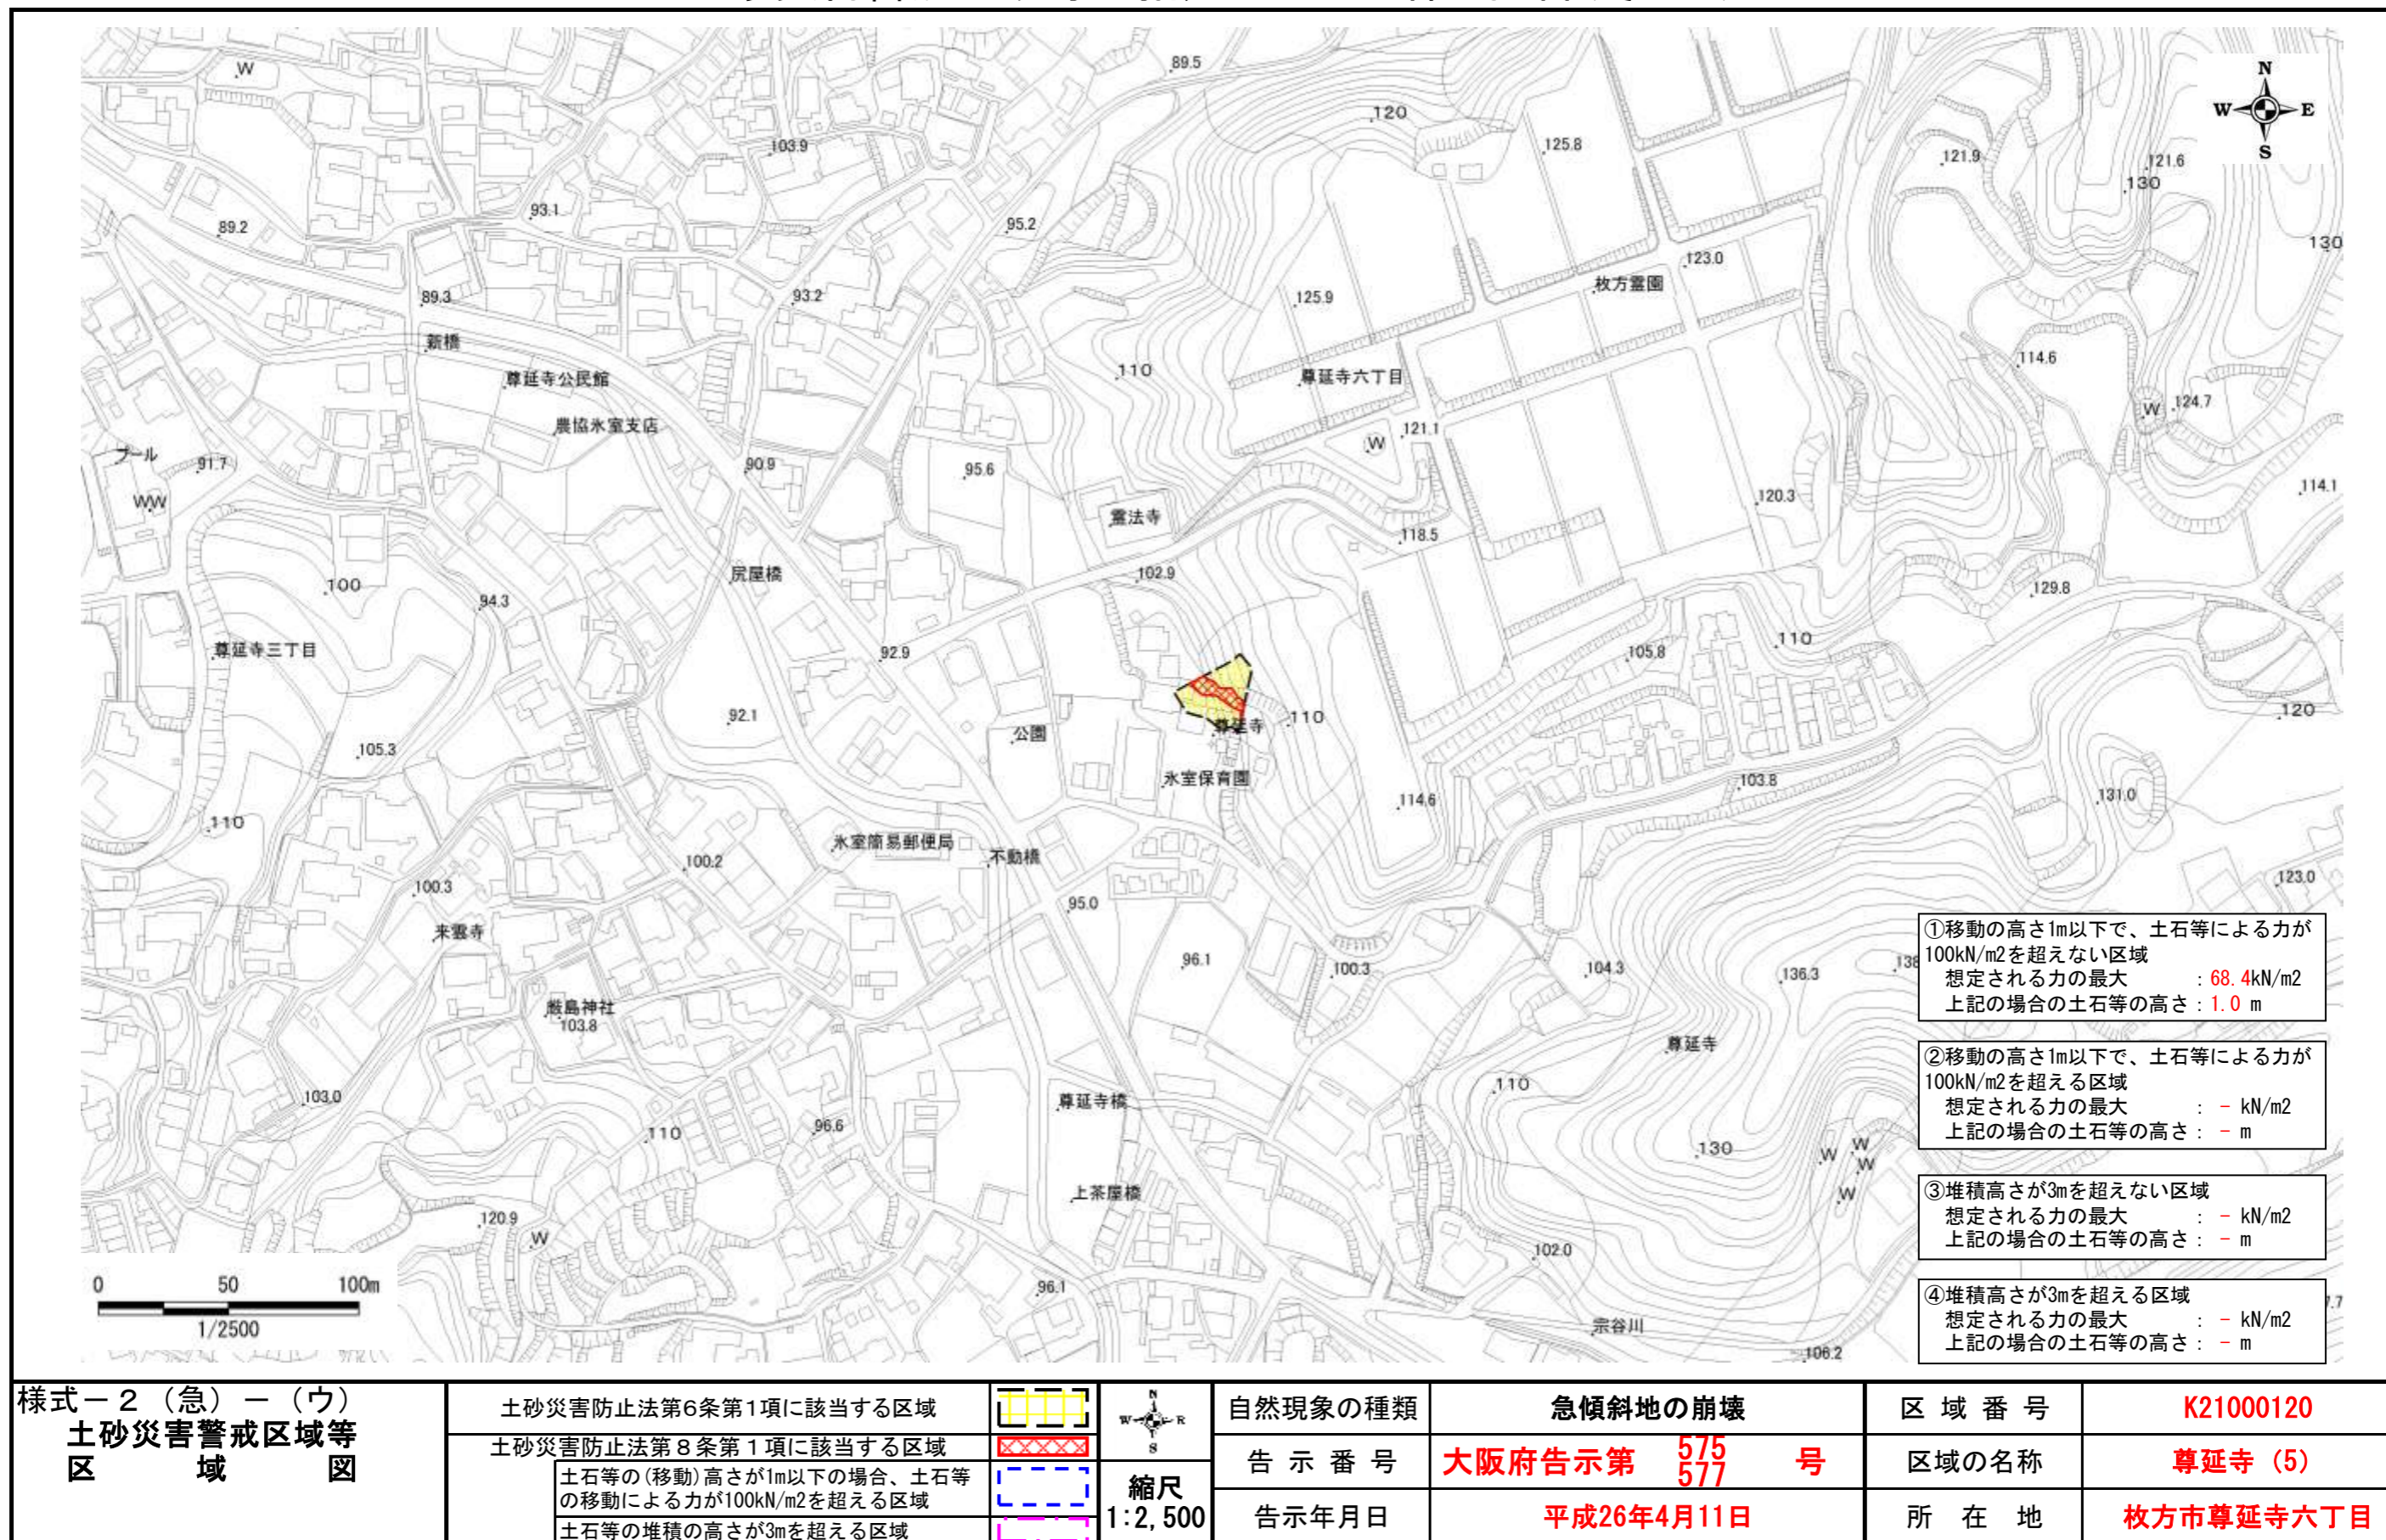 W
89.5
N
W E
S
120
125.8
121.9
121.6
130
103.9
93.1
89.2
95.2
130
123.0
枚方霊園
89.3
93.2
125.9
新橋
114.6
尊延寺公民館
110
尊延寺六丁目
124.7
W
農協氷室支店
121.1
W
プール
91.7
90.9
95.6
WW
120.3
114.1
霊法寺
118.5
尻屋橋
102.9
100
94.3
129.8
尊延寺三丁目
92.9
105.8
110
92.1
110
120
尊延寺
公園
105.3
氷室保育園
103.8
114.6
131.0
110
氷室簡易郵便局
不動橋
100.2
100.3
123.0
95.0
来雲寺
96.1
100.3
104.3
136.3
138
厳島神社
103.8
尊延寺
110
103.0
尊延寺橋
96.6
110
130
W
W
W
W
上茶屋橋
120.9
W
102.0
96.1
宗谷川
106.2
7.7
0 50 100m
1/2500
①移動の高さ1m以下で、土石等による力が
100kN/m2を超えない区域
想定される力の最大 : 68.4kN/m2
上記の場合の土石等の高さ : 1.0 m
②移動の高さ1m以下で、土石等による力が
100kN/m2を超える区域
想定される力の最大 : － kN/m2
上記の場合の土石等の高さ : － m
③堆積高さが3mを超えない区域
想定される力の最大 : － kN/m2
上記の場合の土石等の高さ : － m
④堆積高さが3mを超える区域
想定される力の最大 : － kN/m2
上記の場合の土石等の高さ : － m
様式－２（急）－（ウ）
土砂災害警戒区域等
区 域 図
土砂災害防止法第6条第1項に該当する区域
土砂災害防止法第８条第１項に該当する区域
土石等の(移動)高さが1m以下の場合、土石等
の移動による力が100kN/m2を超える区域
土石等の堆積の高さが3mを超える区域
N
W R
S
縮尺
1:2,500
自然現象の種類 急傾斜地の崩壊
告示番号 大阪府告示第 575 577 号
告示年月日 平成26年4月11日
区域番号 K21000120
区域の名称 尊延寺（5）
所在地 枚方市尊延寺六丁目